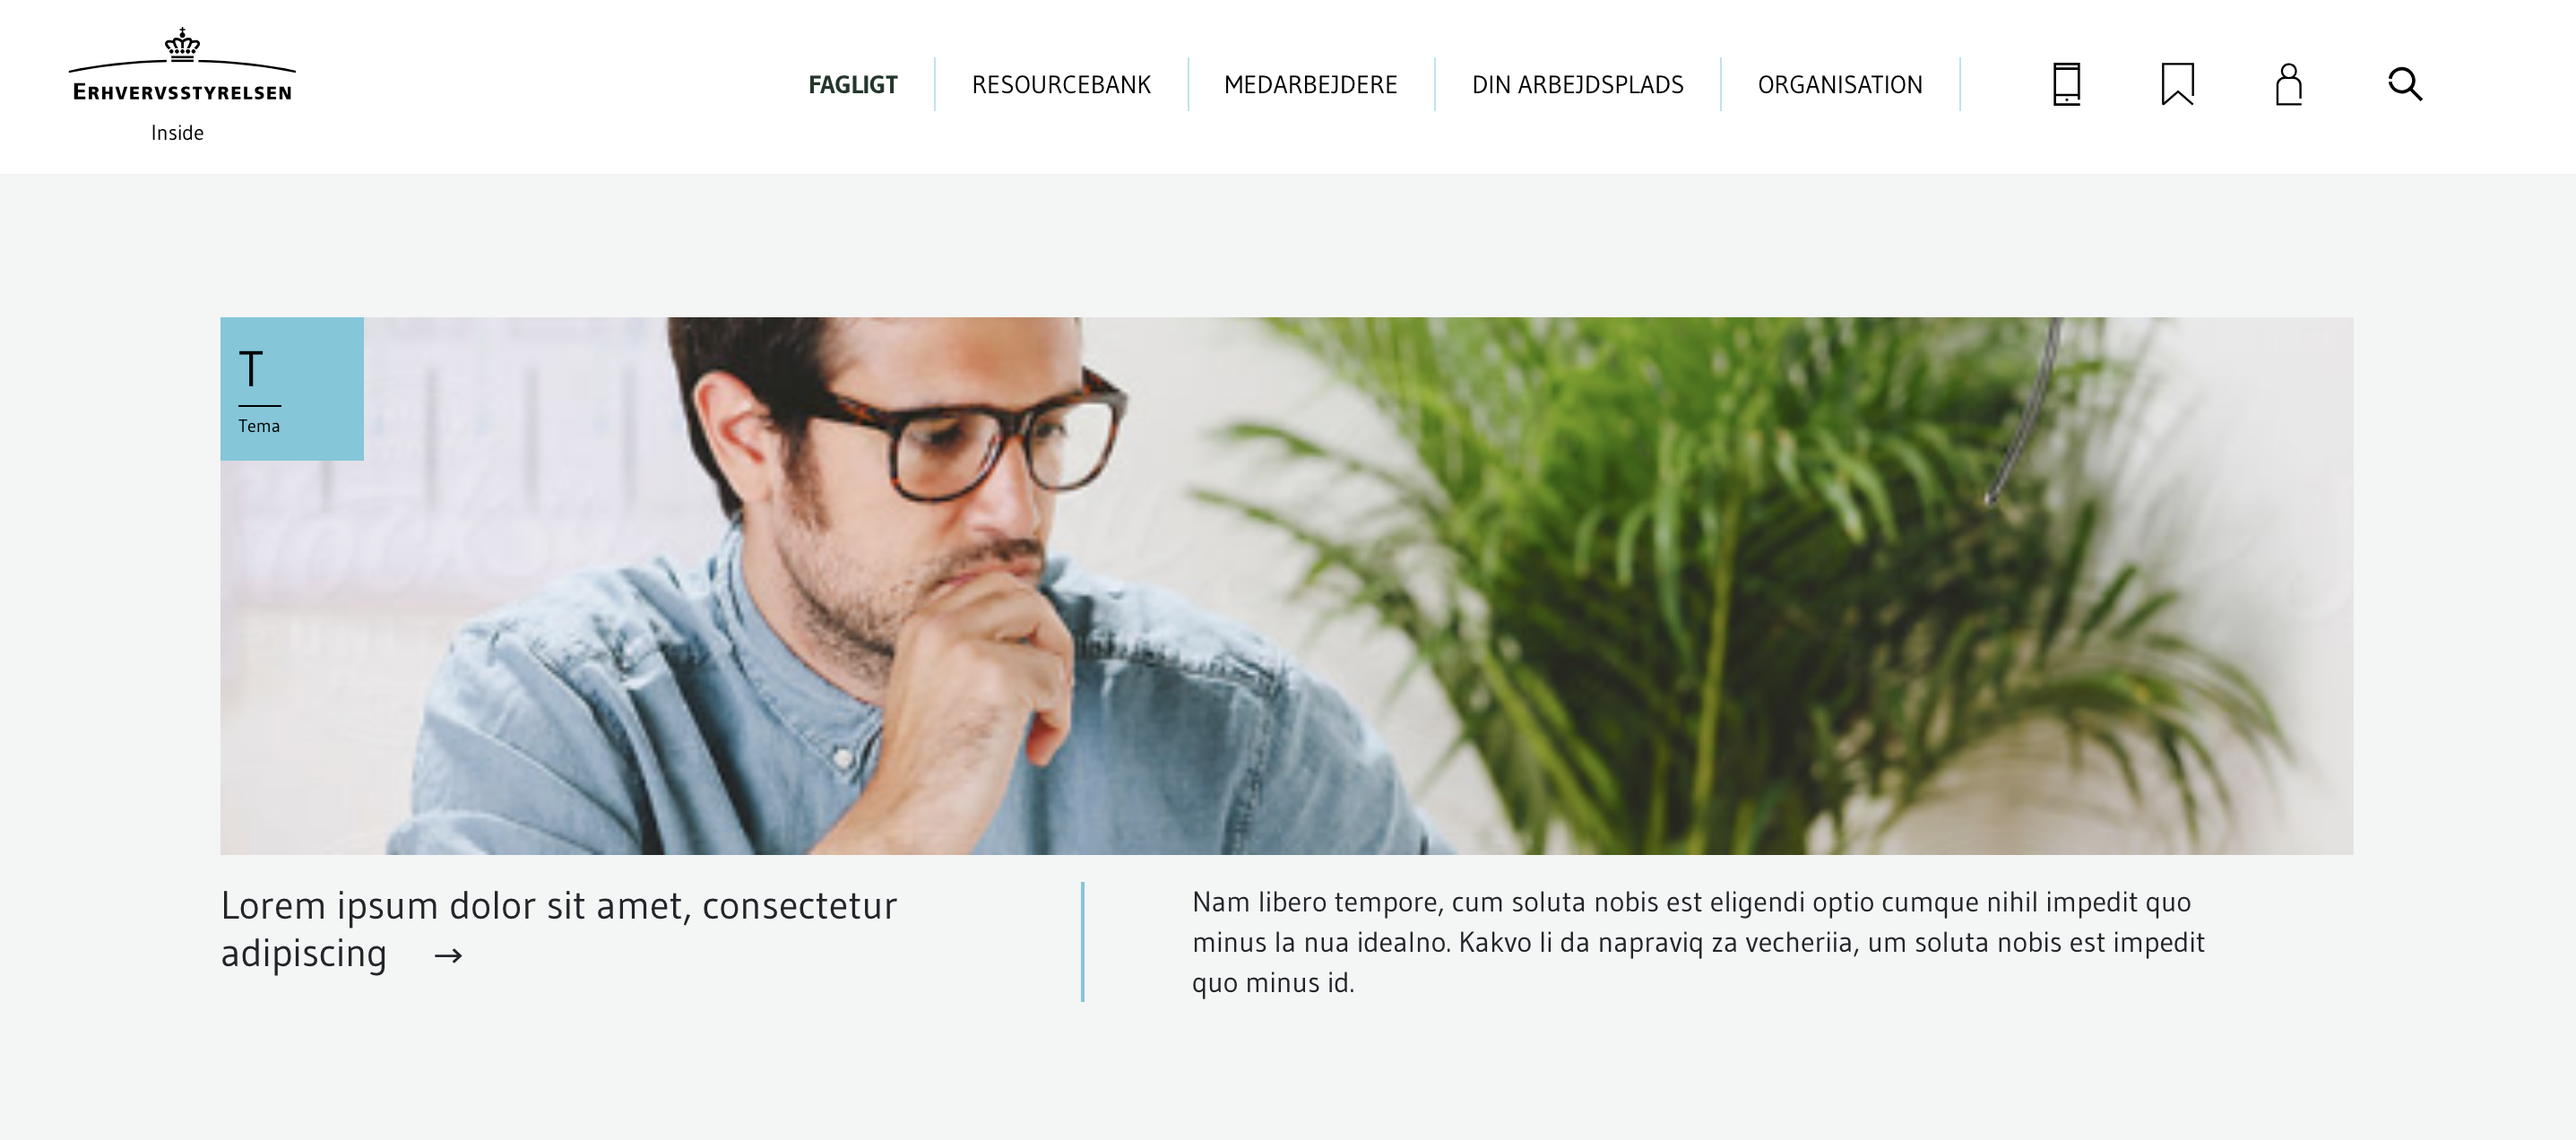 ERHVERVSSTYRELSEN
Inside
FAGLIGT
RESOURCEBANK
MEDARBEJDERE
DIN ARBEJDSPLADS
ORGANISATION
T
Tema
Lorem ipsum dolor sit amet, consectetur
adipiscing →
Nam libero tempore, cum soluta nobis est eligendi optio cumque nihil impedit quo
minus la nua idealno. Kakvo li da napraviq za vecheriia, um soluta nobis est impedit
quo minus id.